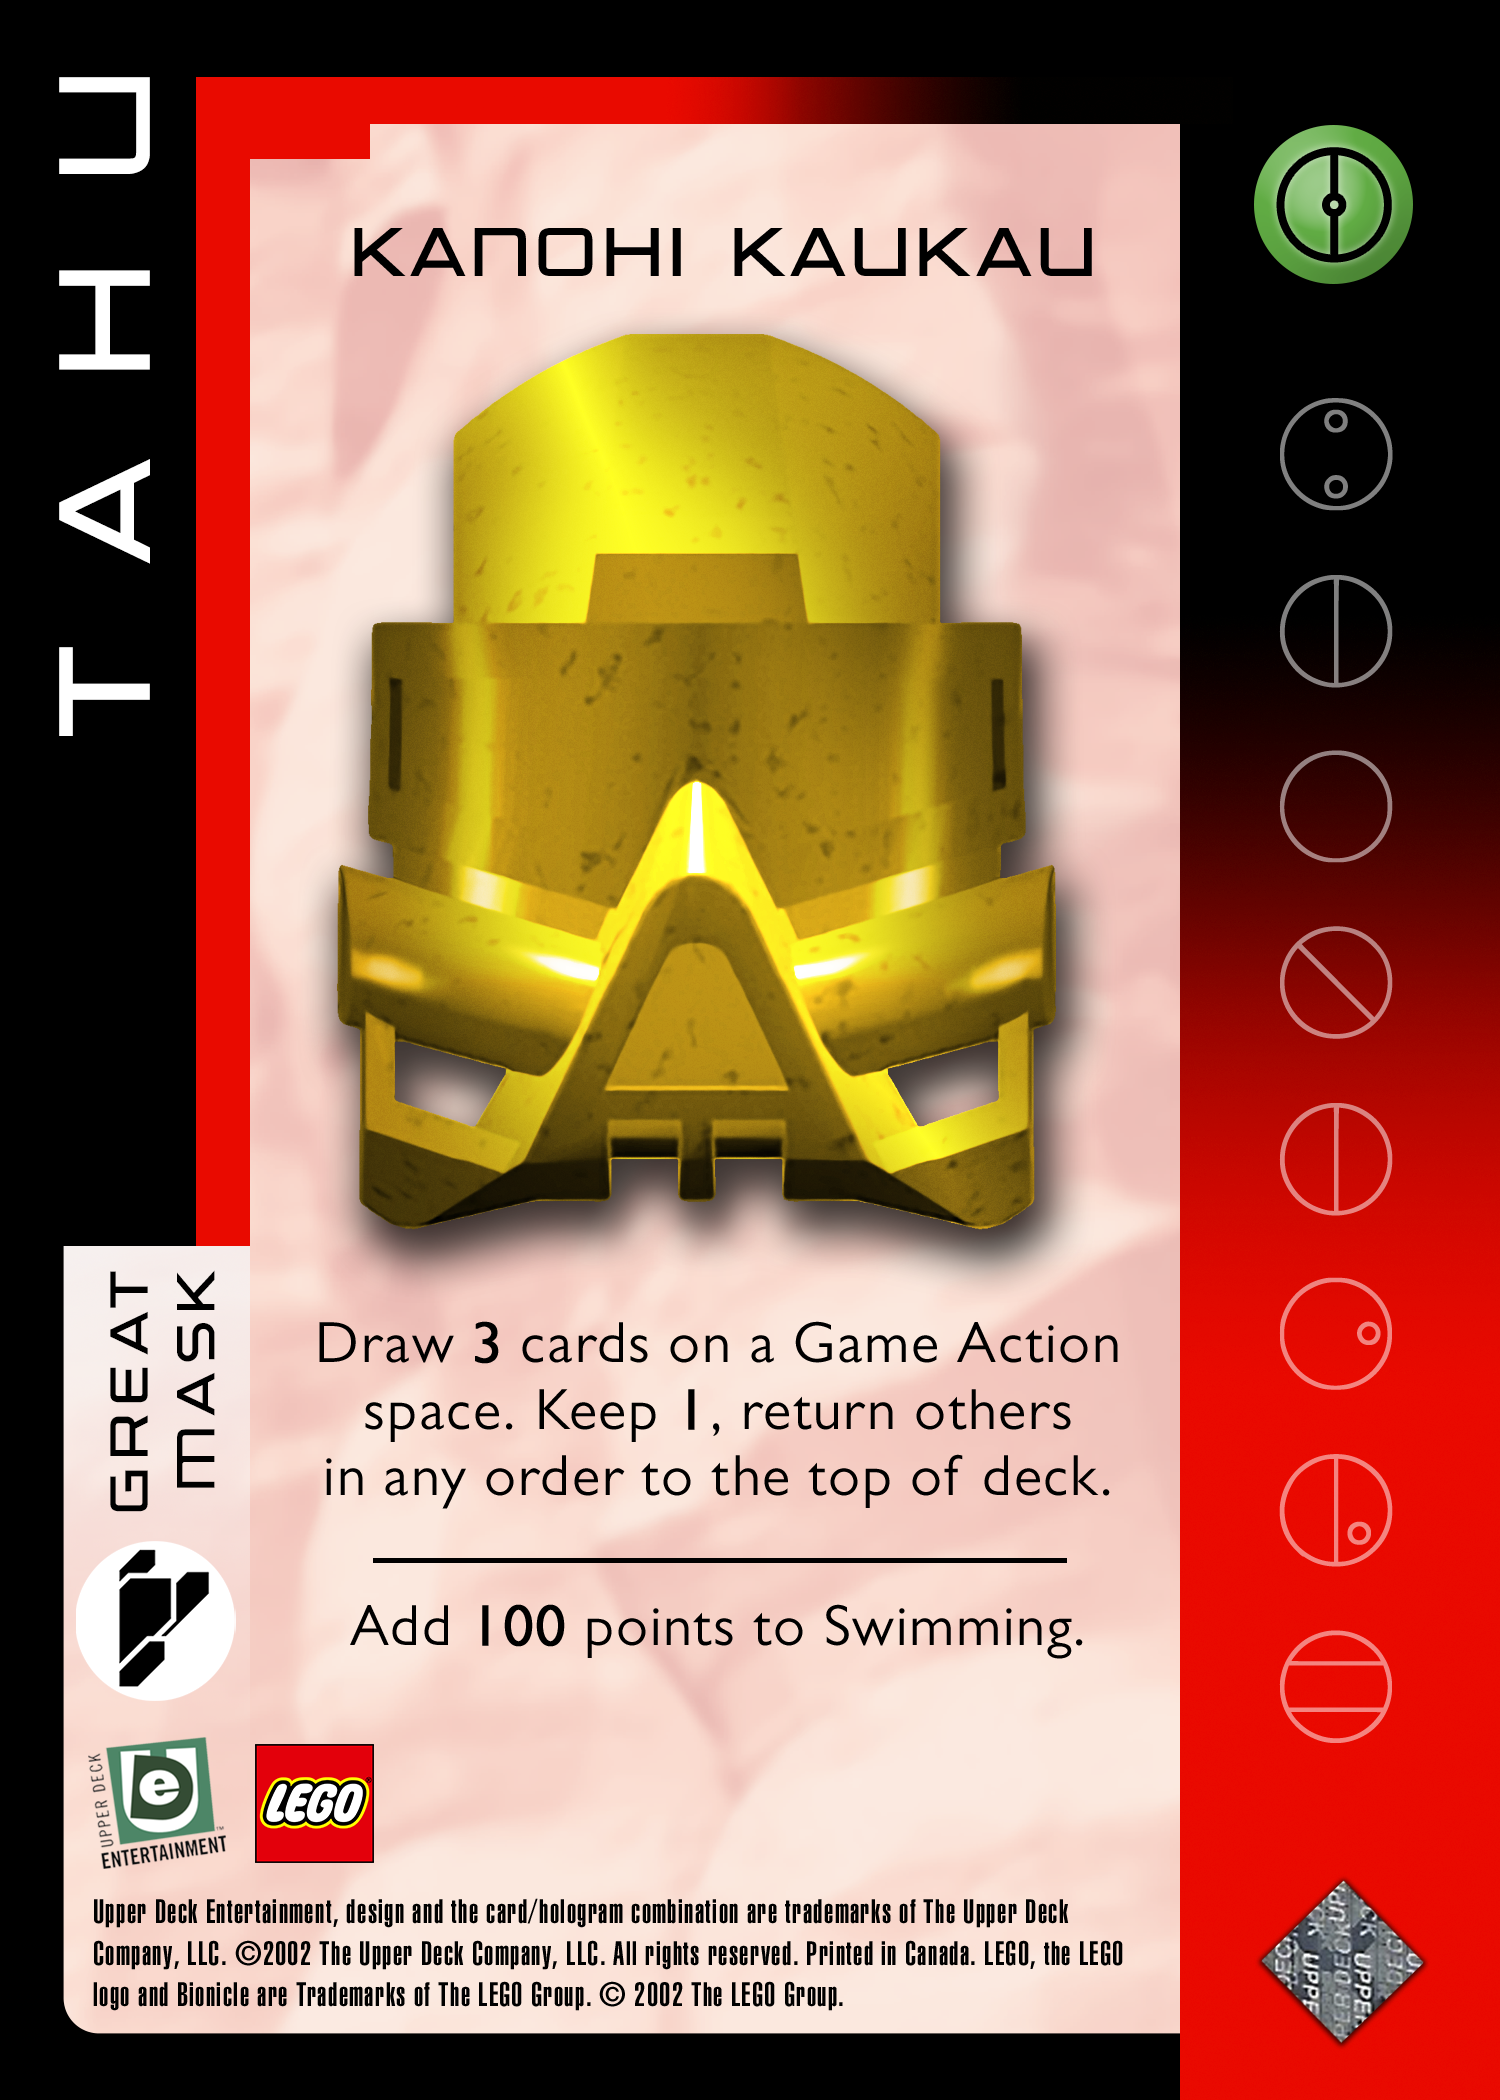 TAHU
KANOHI KAUKAU
Draw 3 cards on a Game Action
space. Keep 1, return others
in any order to the top of deck.
Add 100 points to Swimming.
GREAT
MASK
UPPER DECK
ENTERTAINMENT™
LEGO
Upper Deck Entertainment, design and the card/hologram combination are trademarks of The Upper Deck
Company, LLC. ©2002 The Upper Deck Company, LLC. All rights reserved. Printed in Canada. LEGO, the LEGO
logo and Bionicle are Trademarks of The LEGO Group. © 2002 The LEGO Group.